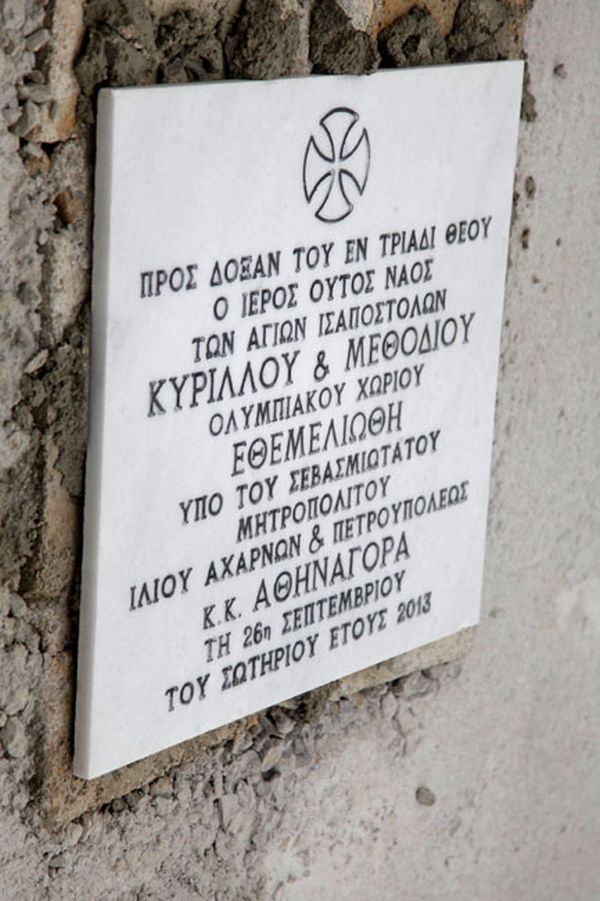 ΠΡΟΣ ΔΟΞΑΝ ΤΟΥ ΕΝ ΤΡΙΑΔΙ ΘΕΟΥ
Ο ΙΕΡΟΣ ΟΥΤΟΣ ΝΑΟΣ
ΤΩΝ ΑΓΙΩΝ ΙΣΑΠΟΣΤΟΛΩΝ
ΚΥΡΙΛΛΟΥ & ΜΕΘΟΔΙΟΥ
ΟΛΥΜΠΙΑΚΟΥ ΧΩΡΙΟΥ
ΕΘΕΜΕΛΙΩΘΗ
ΥΠΟ ΤΟΥ ΣΕΒΑΣΜΙΩΤΑΤΟΥ
ΜΗΤΡΟΠΟΛΙΤΟΥ
ΙΛΙΟΥ ΑΧΑΡΝΩΝ & ΠΕΤΡΟΥΠΟΛΕΩΣ
Κ.Κ. ΑΘΗΝΑΓΟΡΑ
ΤΗ 26η ΣΕΠΤΕΜΒΡΙΟΥ
ΤΟΥ ΣΩΤΗΡΙΟΥ ΕΤΟΥΣ 2013